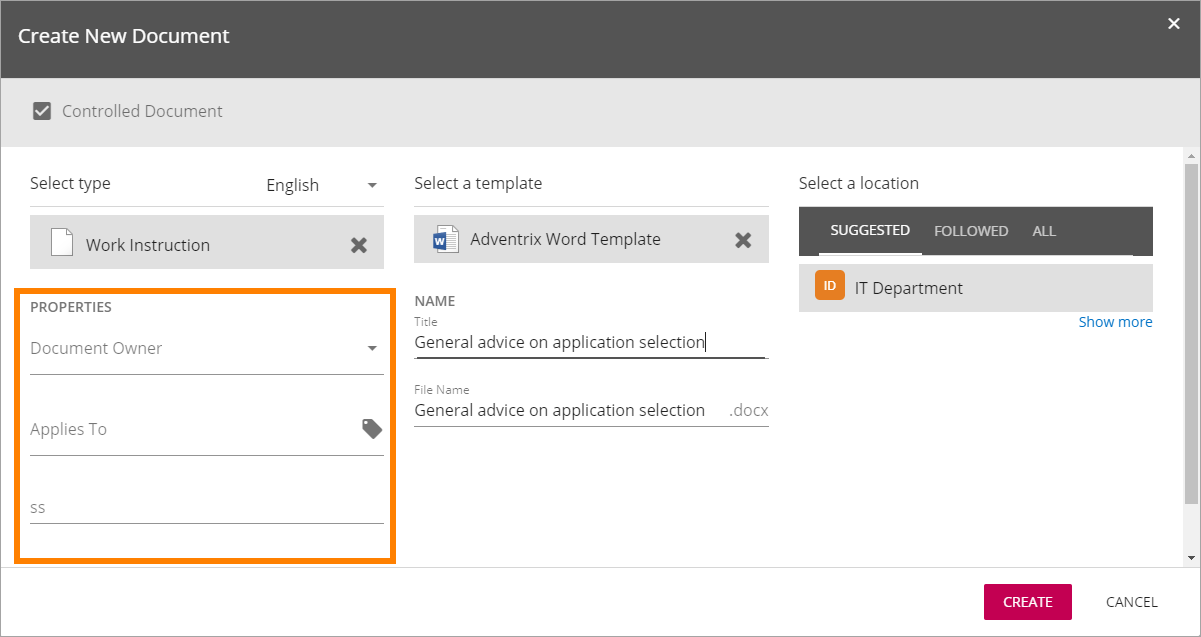 Create New Document
Controlled Document
Select type
English
Work Instruction
PROPERTIES
Document Owner
Applies To
ss
Select a template
W
Adventrix Word Template
NAME
Title
General advice on application selection
File Name
General advice on application selection .docx
Select a location
SUGGESTED FOLLOWED ALL
ID IT Department
Show more
CREATE CANCEL